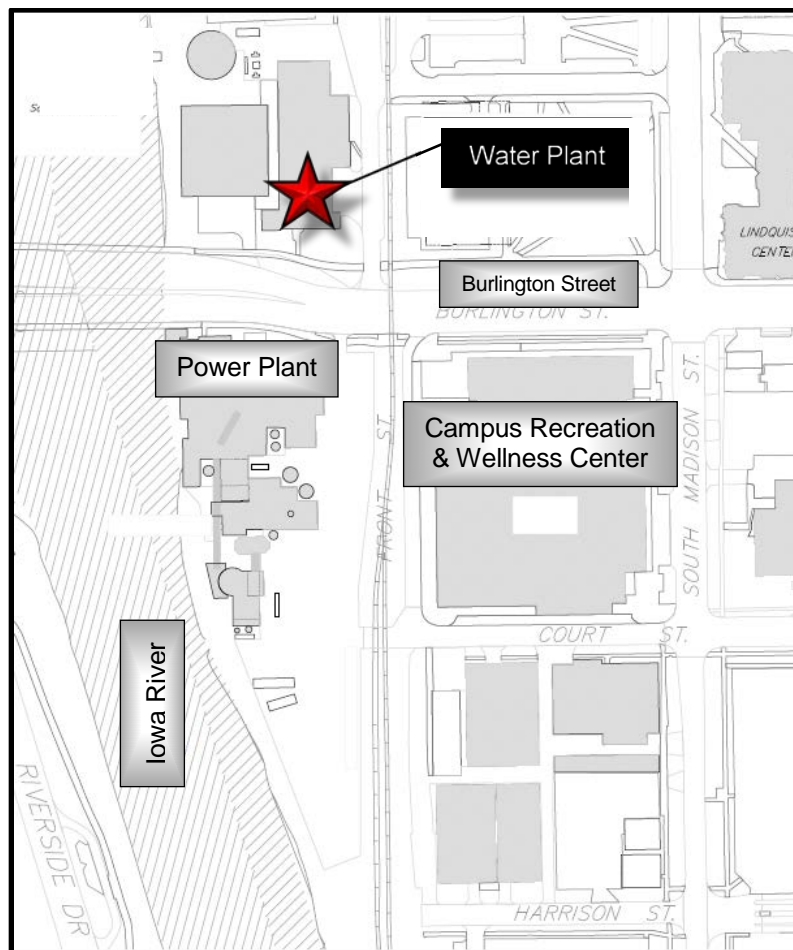 Water Plant
LINDQUIS
CENTER
Burlington Street
BURLINGTON ST.
Power Plant
Campus Recreation
& Wellness Center
FRONT ST.
SOUTH MADISON ST.
COURT ST.
Iowa River
RIVERSIDE DR
HARRISON ST.